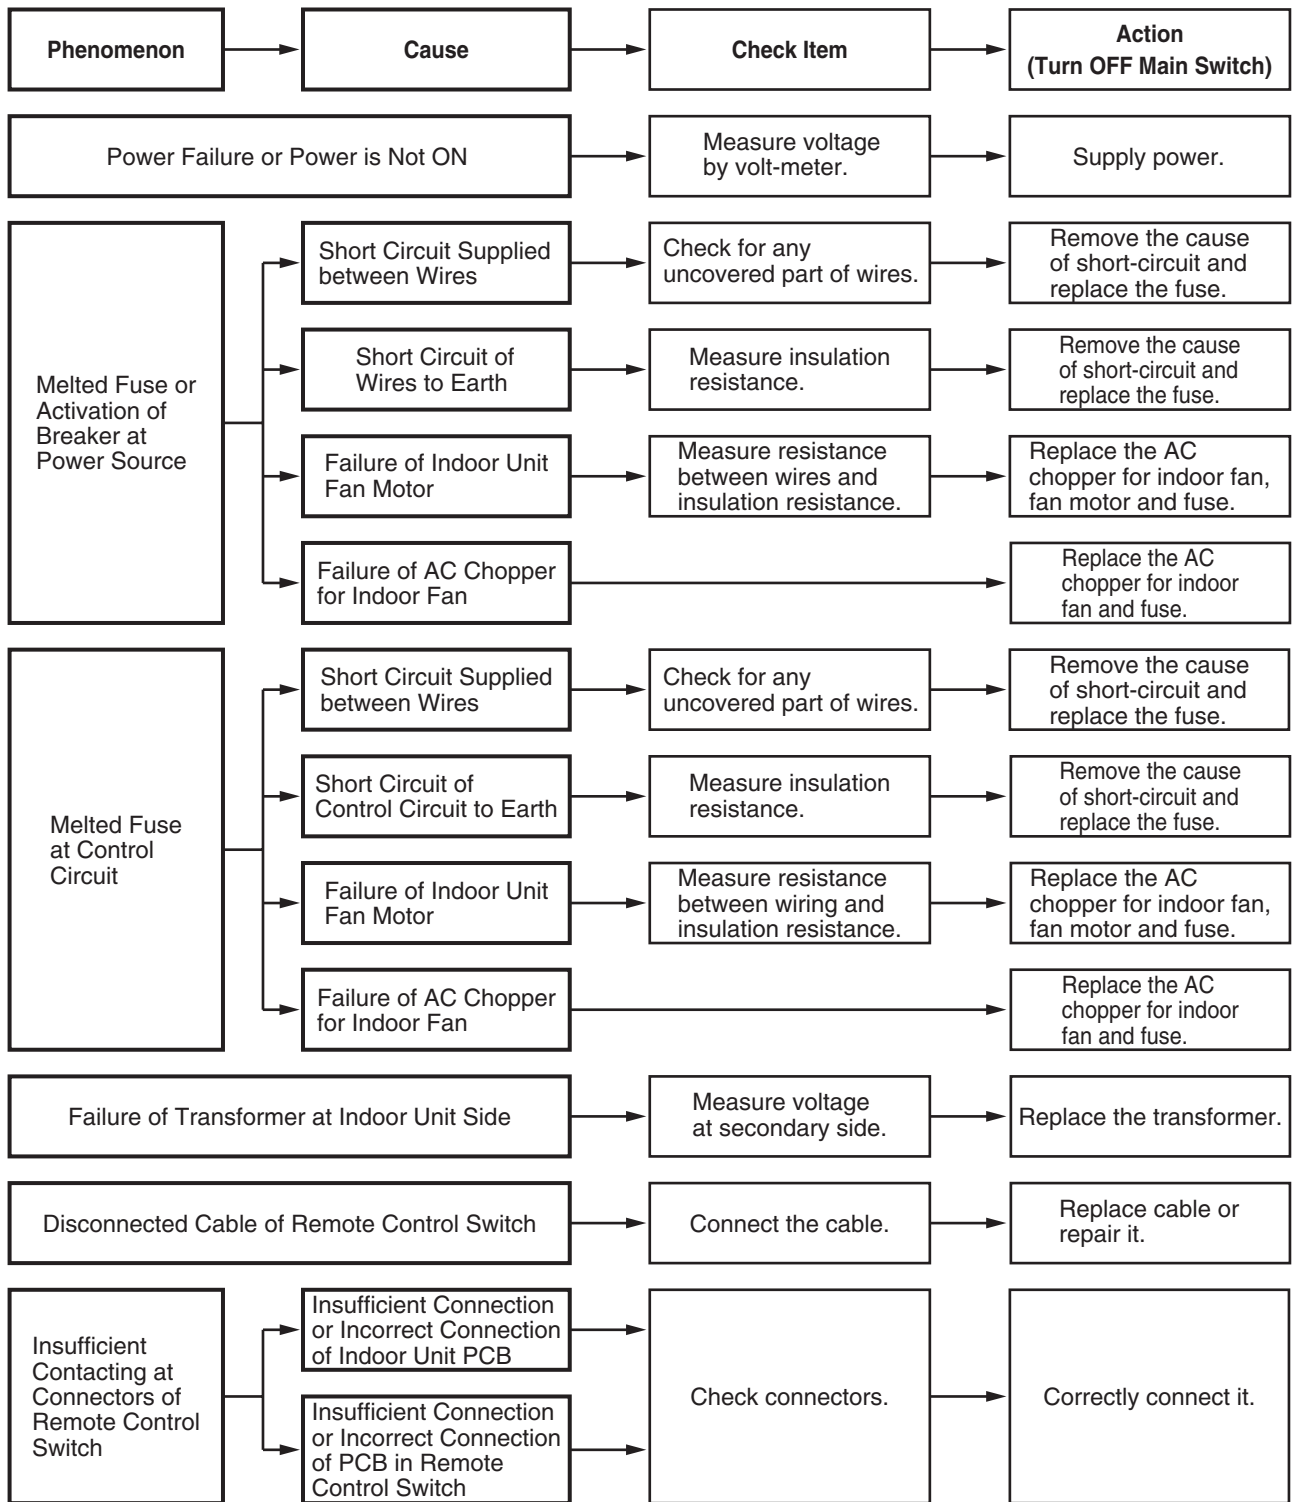 Phenomenon
Cause
Check Item
Action
(Turn OFF Main Switch)
Power Failure or Power is Not ON
Measure voltage
by volt-meter.
Supply power.
Melted Fuse or
Activation of
Breaker at
Power Source
Short Circuit Supplied
between Wires
Check for any
uncovered part of wires.
Remove the cause
of short-circuit and
replace the fuse.
Short Circuit of
Wires to Earth
Measure insulation
resistance.
Remove the cause
of short-circuit and
replace the fuse.
Failure of Indoor Unit
Fan Motor
Measure resistance
between wires and
insulation resistance.
Replace the AC
chopper for indoor fan,
fan motor and fuse.
Failure of AC Chopper
for Indoor Fan
Replace the AC
chopper for indoor
fan and fuse.
Melted Fuse
at Control
Circuit
Short Circuit Supplied
between Wires
Check for any
uncovered part of wires.
Remove the cause
of short-circuit and
replace the fuse.
Short Circuit of
Control Circuit to Earth
Measure insulation
resistance.
Remove the cause
of short-circuit and
replace the fuse.
Failure of Indoor Unit
Fan Motor
Measure resistance
between wiring and
insulation resistance.
Replace the AC
chopper for indoor fan,
fan motor and fuse.
Failure of AC Chopper
for Indoor Fan
Replace the AC
chopper for indoor
fan and fuse.
Failure of Transformer at Indoor Unit Side
Measure voltage
at secondary side.
Replace the transformer.
Disconnected Cable of Remote Control Switch
Connect the cable.
Replace cable or
repair it.
Insufficient
Contacting at
Connectors of
Remote Control
Switch
Insufficient Connection
or Incorrect Connection
of Indoor Unit PCB
Insufficient Connection
or Incorrect Connection
of PCB in Remote
Control Switch
Check connectors.
Correctly connect it.